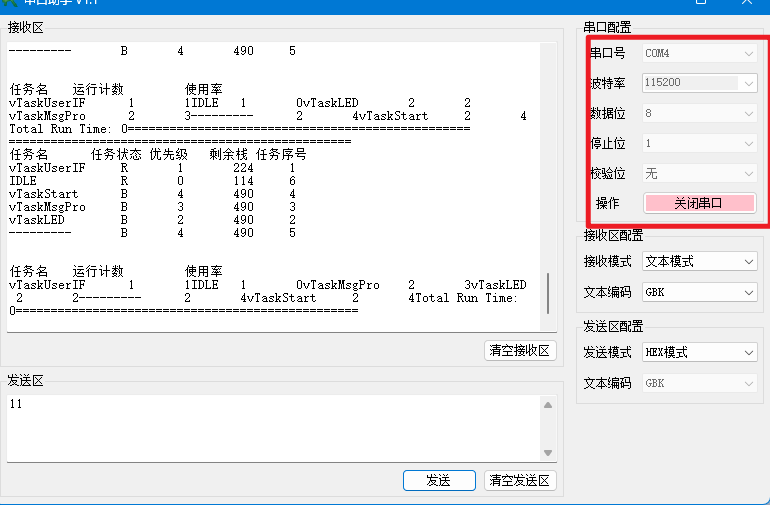 串口助手 V1.1
接收区
--------- B 4 490 5
任务名 运行计数 使用率
vTaskUserIF 1 1IDLE 1 0vTaskLED 2 2
vTaskMsgPro 2 3--------- 2 4vTaskStart 2 4
Total Run Time: 0=================================================
=================================================
任务名 任务状态 优先级 剩余栈 任务序号
vTaskUserIF R 1 224 1
IDLE R 0 114 6
vTaskStart B 4 490 4
vTaskMsgPro B 3 490 3
vTaskLED B 2 490 2
--------- B 4 490 5
任务名 运行计数 使用率
vTaskUserIF 1 1IDLE 1 0vTaskMsgPro 2 3vTaskLED
2 2--------- 2 4vTaskStart 2 4Total Run Time:
0=================================================
清空接收区
发送区
11
发送
清空发送区
串口配置
串口号 COM4
波特率 115200
数据位 8
停止位 1
校验位 无
操作 关闭串口
接收区配置
接收模式 文本模式
文本编码 GBK
发送区配置
发送模式 HEX模式
文本编码 GBK